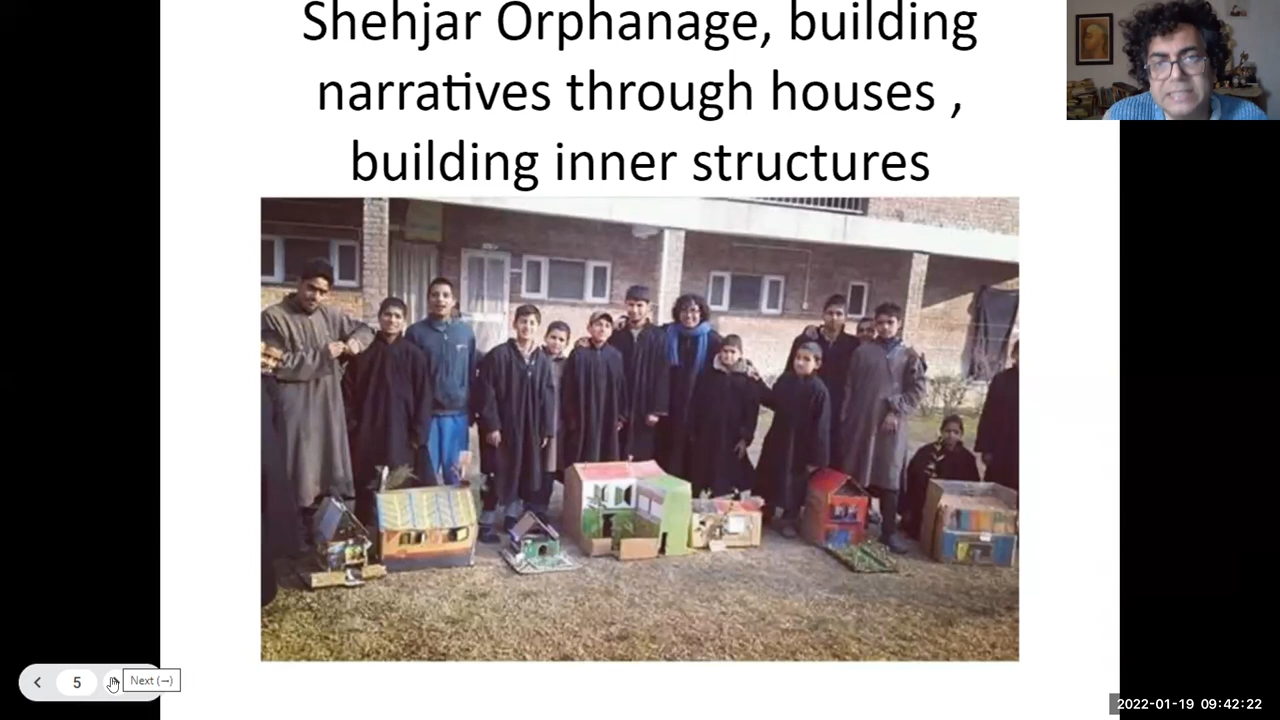 Shehjar Orphanage, building
narratives through houses ,
building inner structures
5
Next (→)
2022-01-19 09:42:22